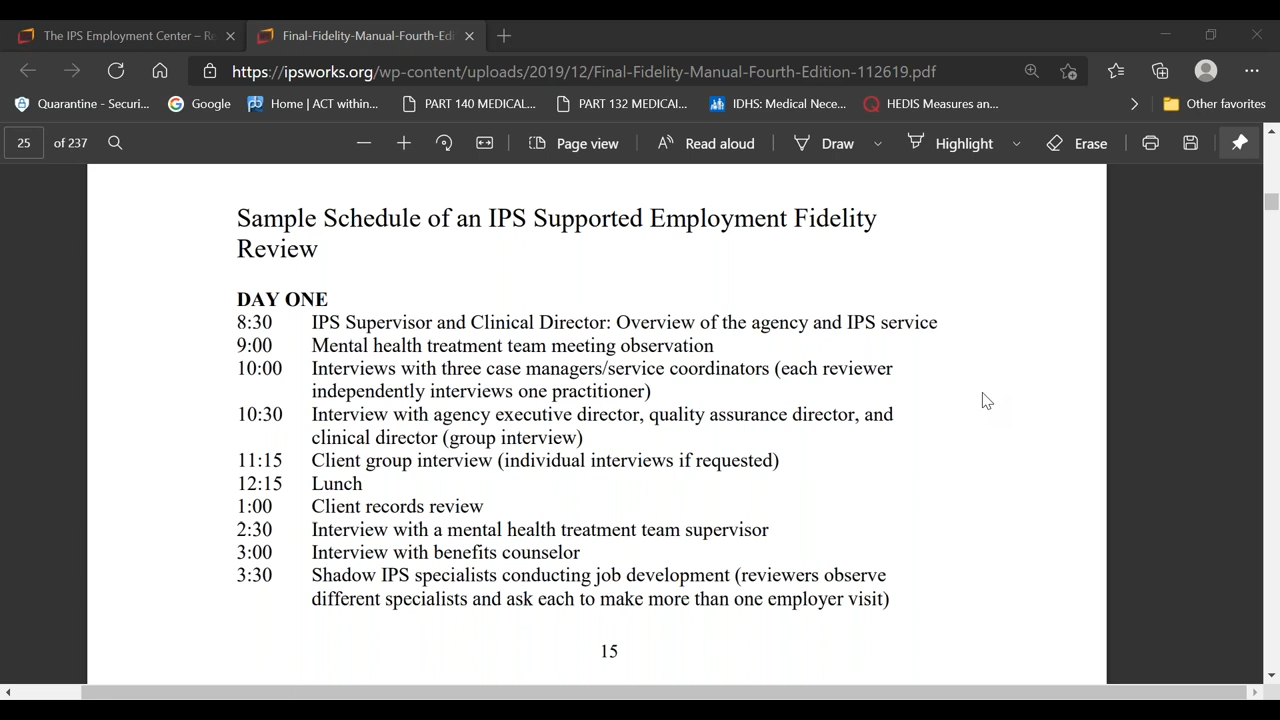 The IPS Employment Center – Re
Final-Fidelity-Manual-Fourth-Edi
https://ipsworks.org/wp-content/uploads/2019/12/Final-Fidelity-Manual-Fourth-Edition-112619.pdf
Quarantine - Securi... Google Home | ACT within... PART 140 MEDICAL... PART 132 MEDICAl... IDHS: Medical Nece... HEDIS Measures an... Other favorites
25 of 237 Page view Read aloud Draw Highlight Erase
Sample Schedule of an IPS Supported Employment Fidelity
Review
DAY ONE
8:30 IPS Supervisor and Clinical Director: Overview of the agency and IPS service
9:00 Mental health treatment team meeting observation
10:00 Interviews with three case managers/service coordinators (each reviewer
independently interviews one practitioner)
10:30 Interview with agency executive director, quality assurance director, and
clinical director (group interview)
11:15 Client group interview (individual interviews if requested)
12:15 Lunch
1:00 Client records review
2:30 Interview with a mental health treatment team supervisor
3:00 Interview with benefits counselor
3:30 Shadow IPS specialists conducting job development (reviewers observe
different specialists and ask each to make more than one employer visit)
15